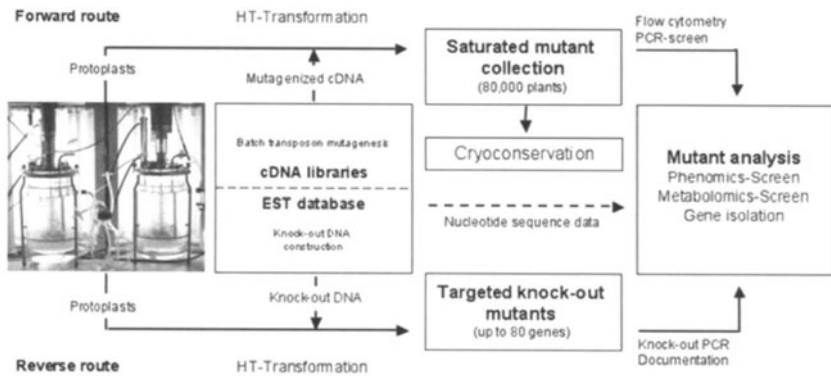 Forward route
HT-Transformation
Flow cytometry
PCR-screen
Protoplasts
Mutagenized cDNA
Saturated mutant
collection
(80,000 plants)
Batch transposon mutagenesis
cDNA libraries
EST database
Knock-out DNA
construction
Cryoconservation
Nucleotide sequence data
Mutant analysis
Phenomics-Screen
Metabolomics-Screen
Gene isolation
Protoplasts
Knock-out DNA
Targeted knock-out
mutants
(up to 80 genes)
Knock-out PCR
Documentation
Reverse route
HT-Transformation